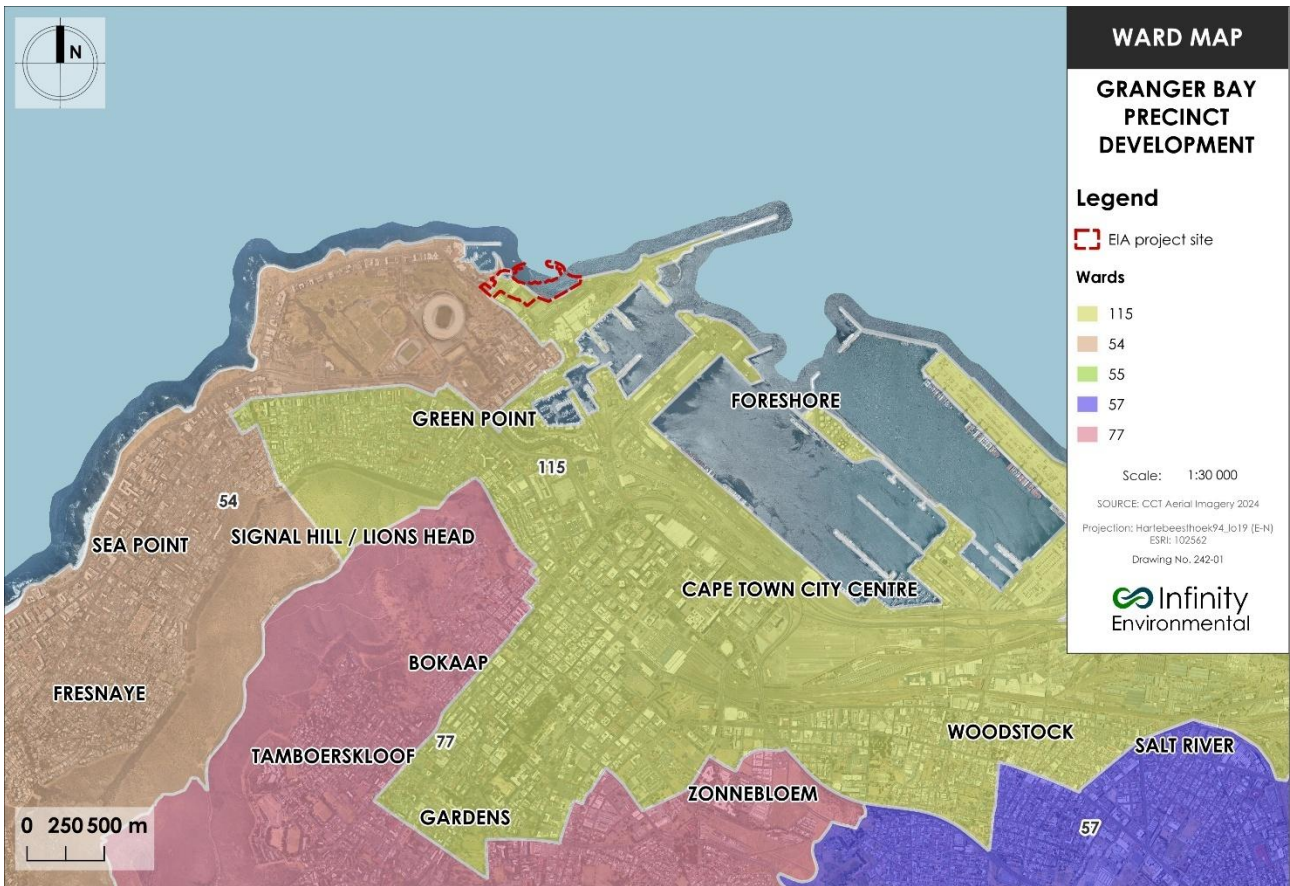 N
WARD MAP
GRANGER BAY
PRECINCT
DEVELOPMENT
Legend
EIA project site
Wards
115
54
55
57
77
Scale: 1:30 000
SOURCE: CCT Aerial Imagery 2024
Projection: Hartebeesthoek94_lo19 (E-N)
ESRI: 102562
Drawing No. 242-01
Infinity
Environmental
FORESHORE
GREEN POINT
115
54
SIGNAL HILL / LIONS HEAD
SEA POINT
CAPE TOWN CITY CENTRE
BOKAAP
FRESNAYE
WOODSTOCK
SALT RIVER
77
TAMBOERSKLOOF
ZONNEBLOEM
GARDENS
57
0 250 500 m